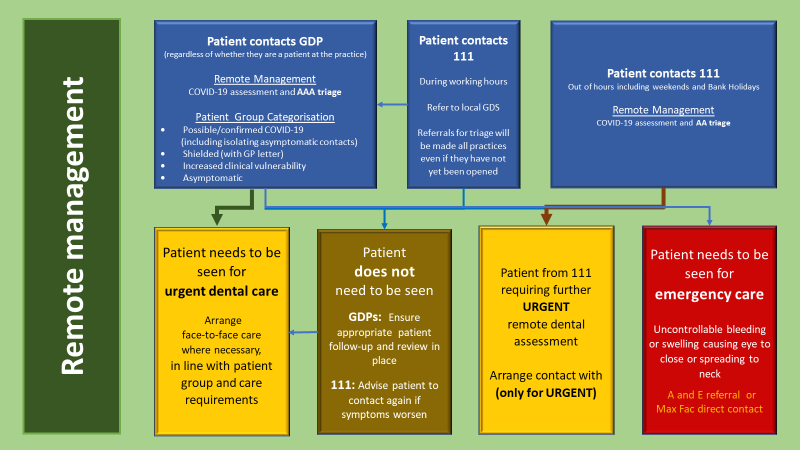 Remote management
Patient contacts GDP
(regardless of whether they are a patient at the practice)
Remote Management
COVID-19 assessment and AAA triage
Patient Group Categorisation
• Possible/confirmed COVID-19
(including isolating asymptomatic contacts)
• Shielded (with GP letter)
• Increased clinical vulnerability
• Asymptomatic
Patient contacts
111
During working hours
Refer to local GDS
Referrals for triage will
be made all practices
even if they have not
yet been opened
Patient contacts 111
Out of hours including weekends and Bank Holidays
Remote Management
COVID-19 assessment and AA triage
Patient needs to be
seen for
urgent dental care
Arrange
face-to-face care
where necessary,
in line with patient
group and care
requirements
Patient
does not
need to be seen
GDPs: Ensure
appropriate patient
follow-up and review in
place
111: Advise patient to
contact again if
symptoms worsen
Patient from 111
requiring further
URGENT
remote dental
assessment
Arrange contact with
(only for URGENT)
Patient needs to be
seen for
emergency care
Uncontrollable bleeding
or swelling causing eye to
close or spreading to
neck
A and E referral or
Max Fac direct contact